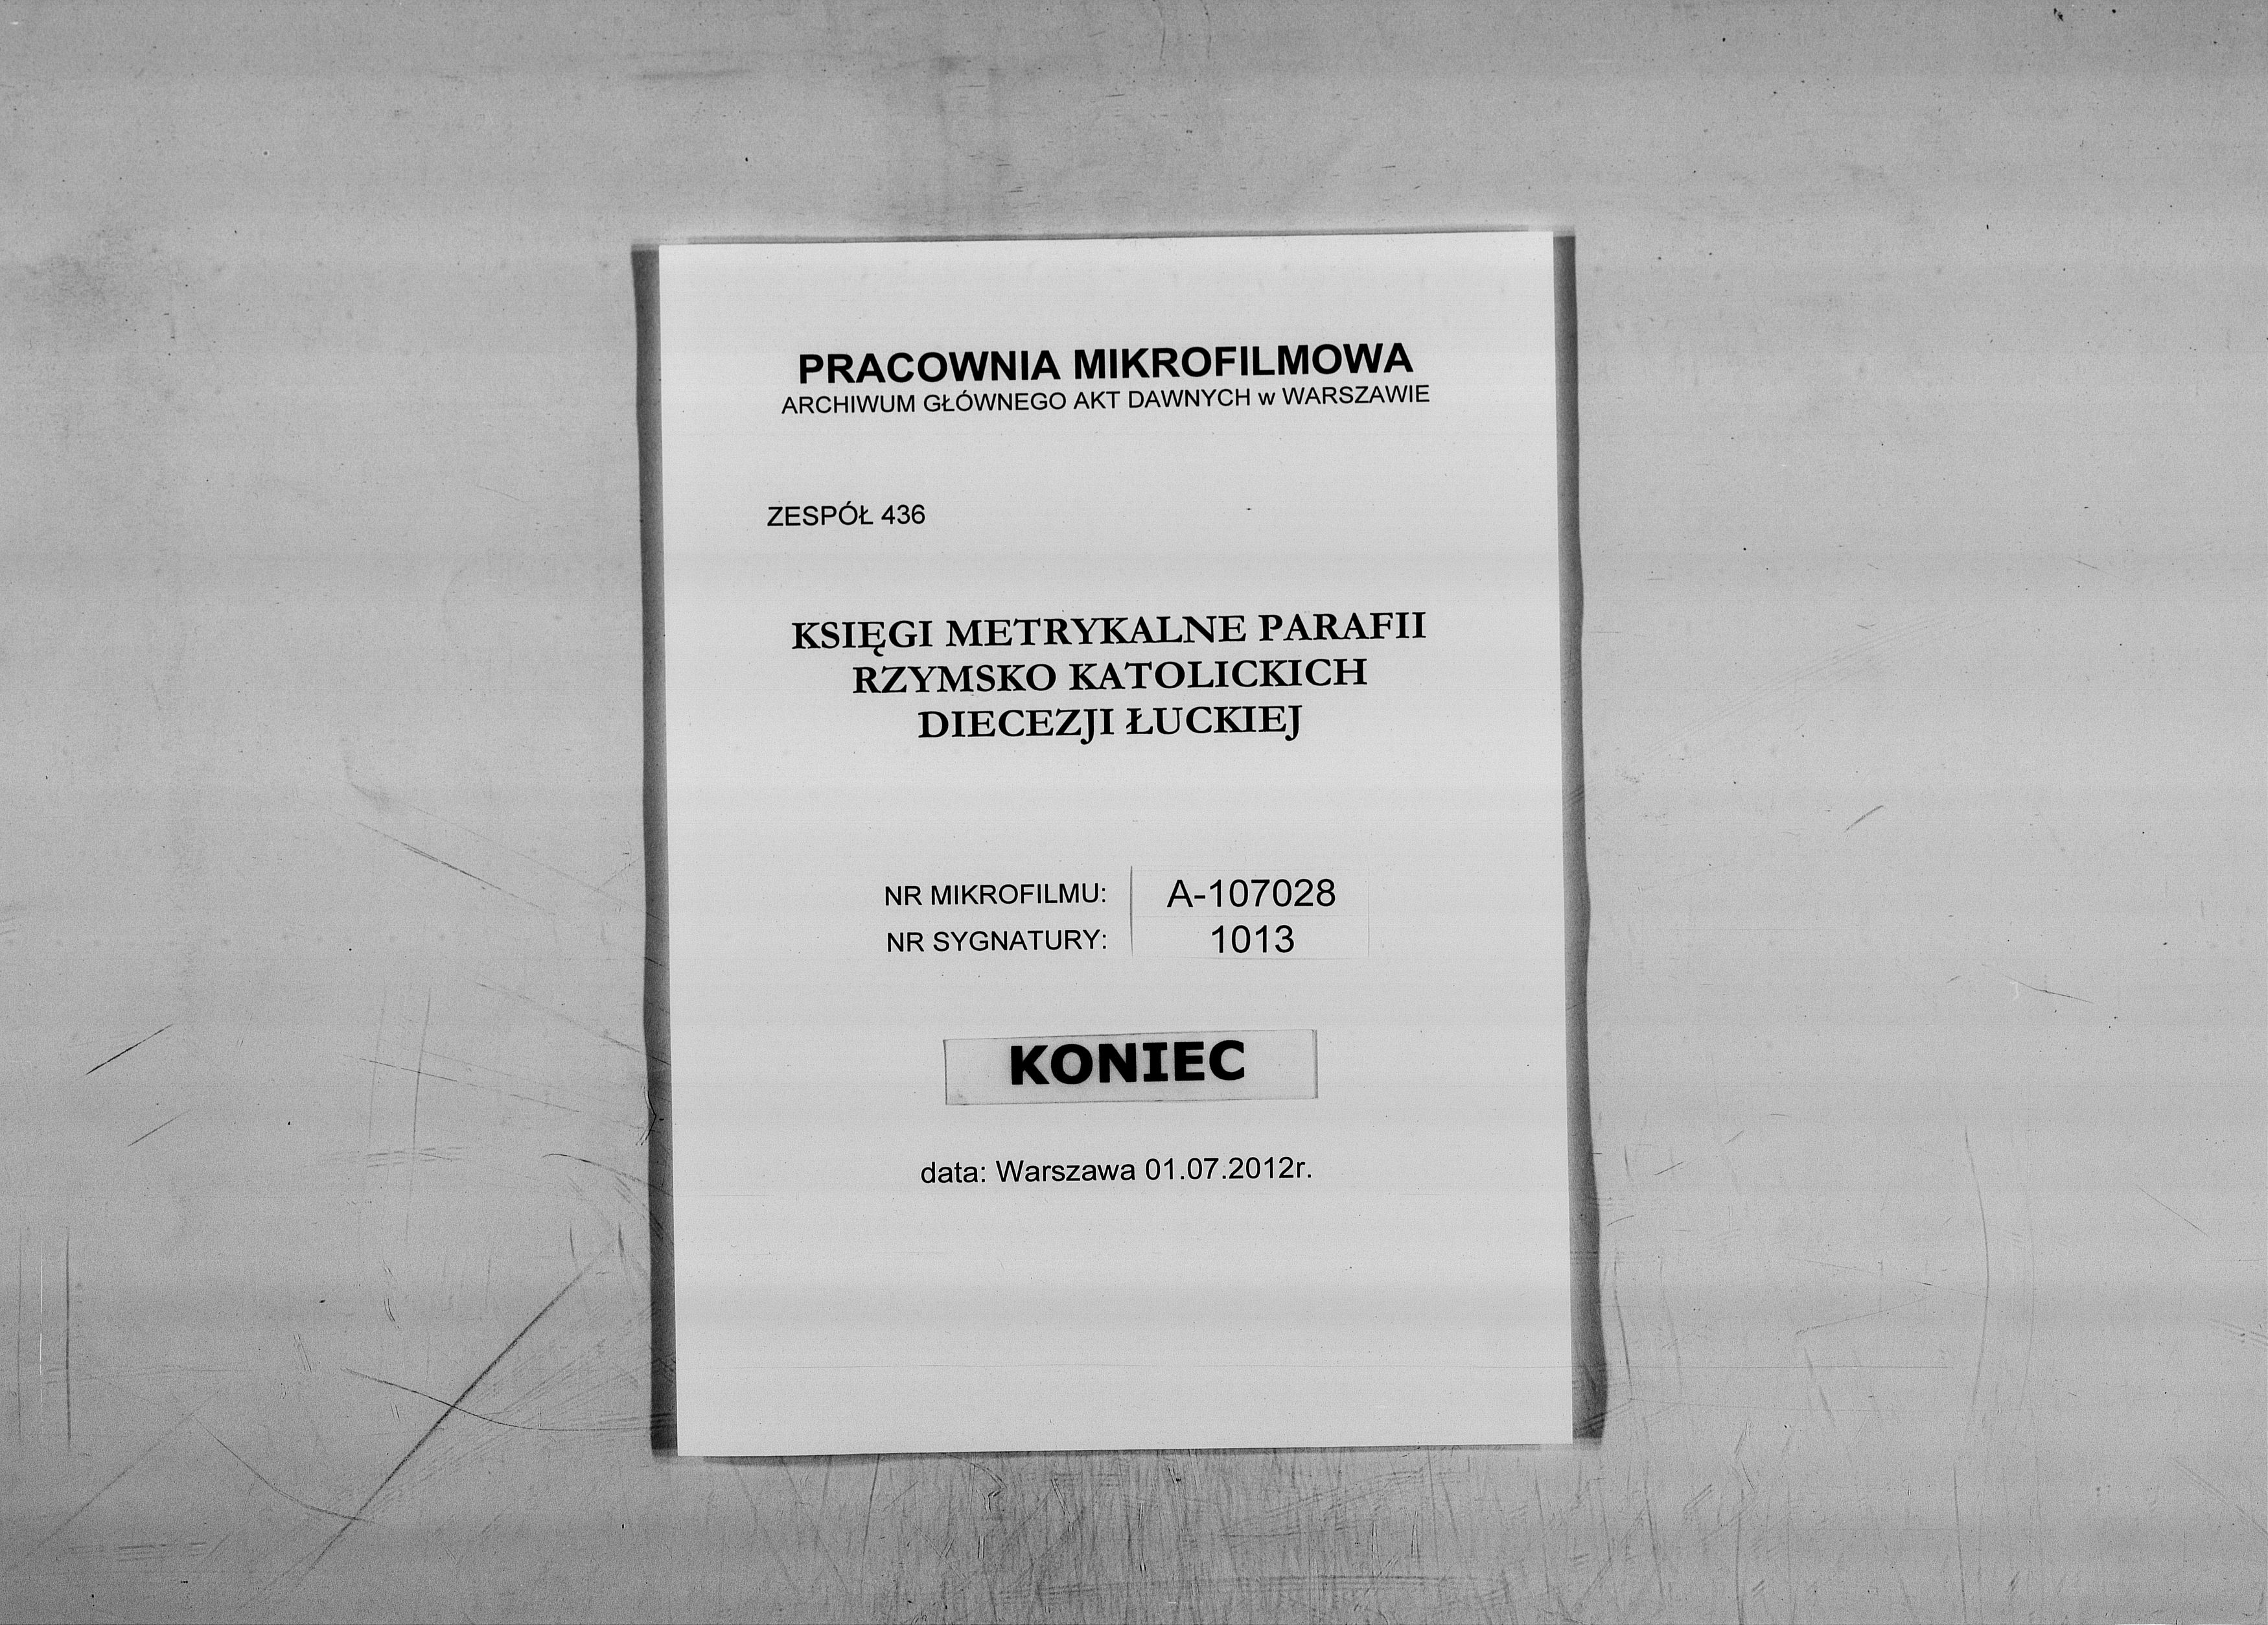 PRACOWNIA MIKROFILMOWA
ARCHIWUM GŁÓWNEGO AKT DAWNYCH w WARSZAWIE
ZESPÓŁ 436
KSIĘGI METRYKALNE PARAFII
RZYMSKO KATOLICKICH
DIECEZJI ŁUCKIEJ
NR MIKROFILMU: A-107028
NR SYGNATURY: 1013
KONIEC
data: Warszawa 01.07.2012r.